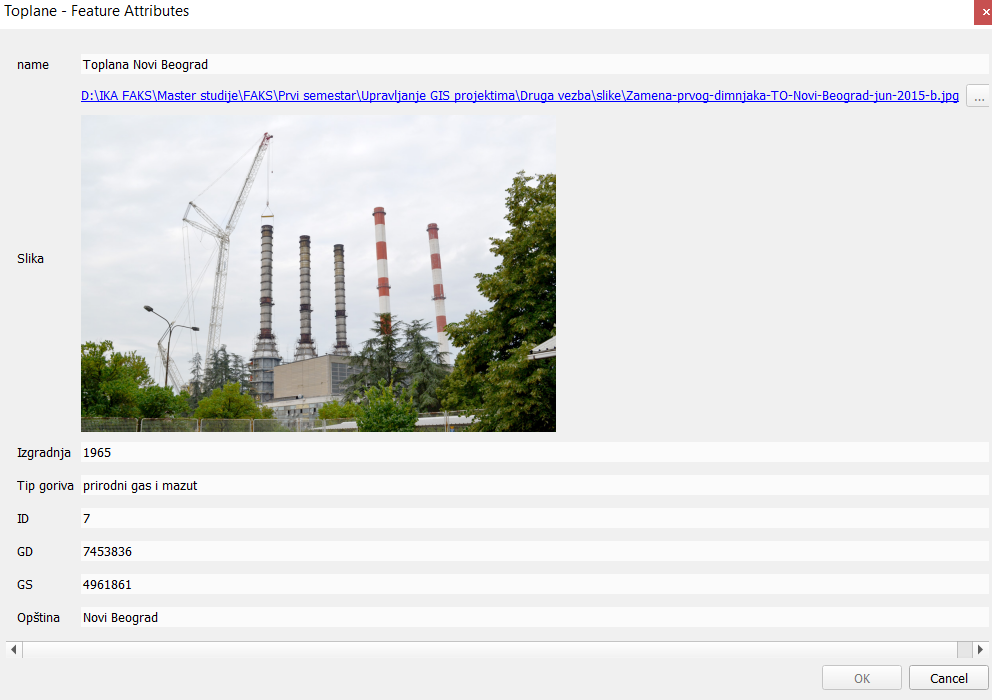 Toplane - Feature Attributes
name
Toplana Novi Beograd
D:\IKA FAKS\Master studije\FAKS\Prvi semestar\Upravljanje GIS projektima\Druga vezba\slike\Zamena-prvog-dimnjaka-TO-Novi-Beograd-jun-2015-b.jpg
...
Slika
Izgradnja 1965
Tip goriva prirodni gas i mazut
ID 7
GD 7453836
GS 4961861
Opština Novi Beograd
OK Cancel